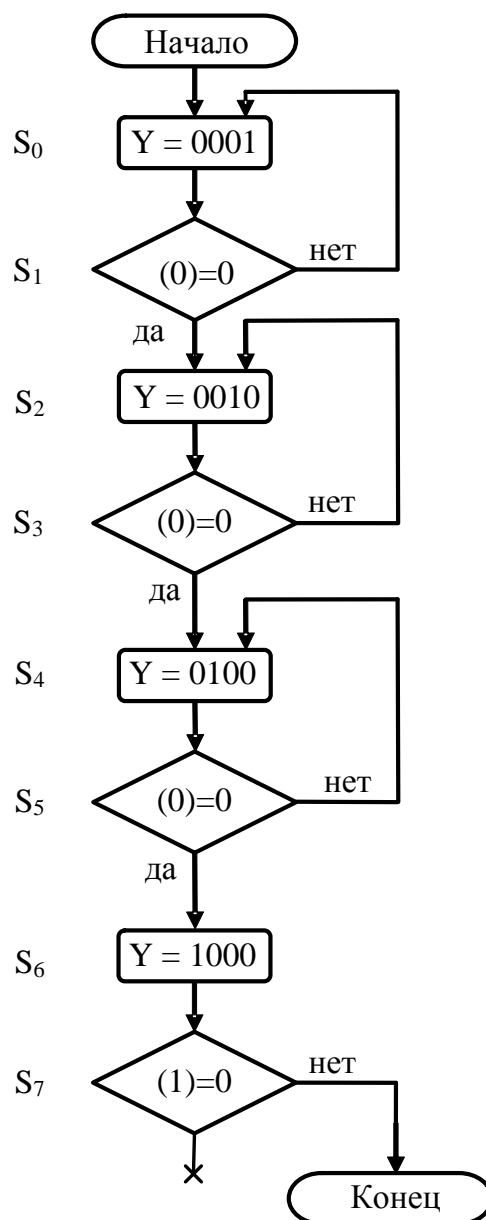 Начало
S₀
Y = 0001
нет
S₁
(0)=0
да
S₂
Y = 0010
нет
S₃
(0)=0
да
S₄
Y = 0100
нет
S₅
(0)=0
да
S₆
Y = 1000
нет
S₇
(1)=0
Конец